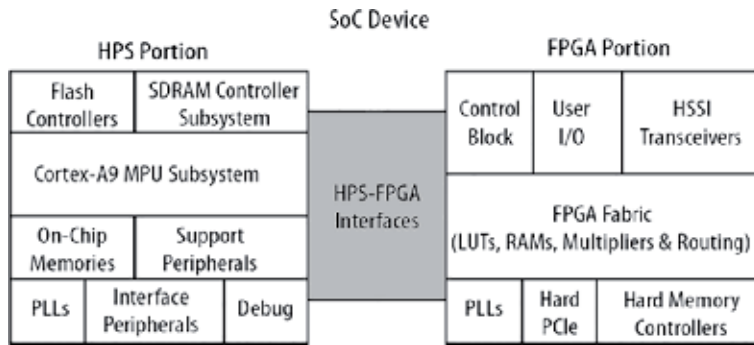 SoC Device
HPS Portion
Flash
Controllers
SDRAM Controller
Subsystem
Cortex-A9 MPU Subsystem
On-Chip
Memories
Support
Peripherals
PLLs
Interface
Peripherals
Debug
HPS-FPGA
Interfaces
FPGA Portion
Control
Block
User
I/O
HSSI
Transceivers
FPGA Fabric
(LUTs, RAMs, Multipliers & Routing)
PLLs
Hard
PCIe
Hard Memory
Controllers